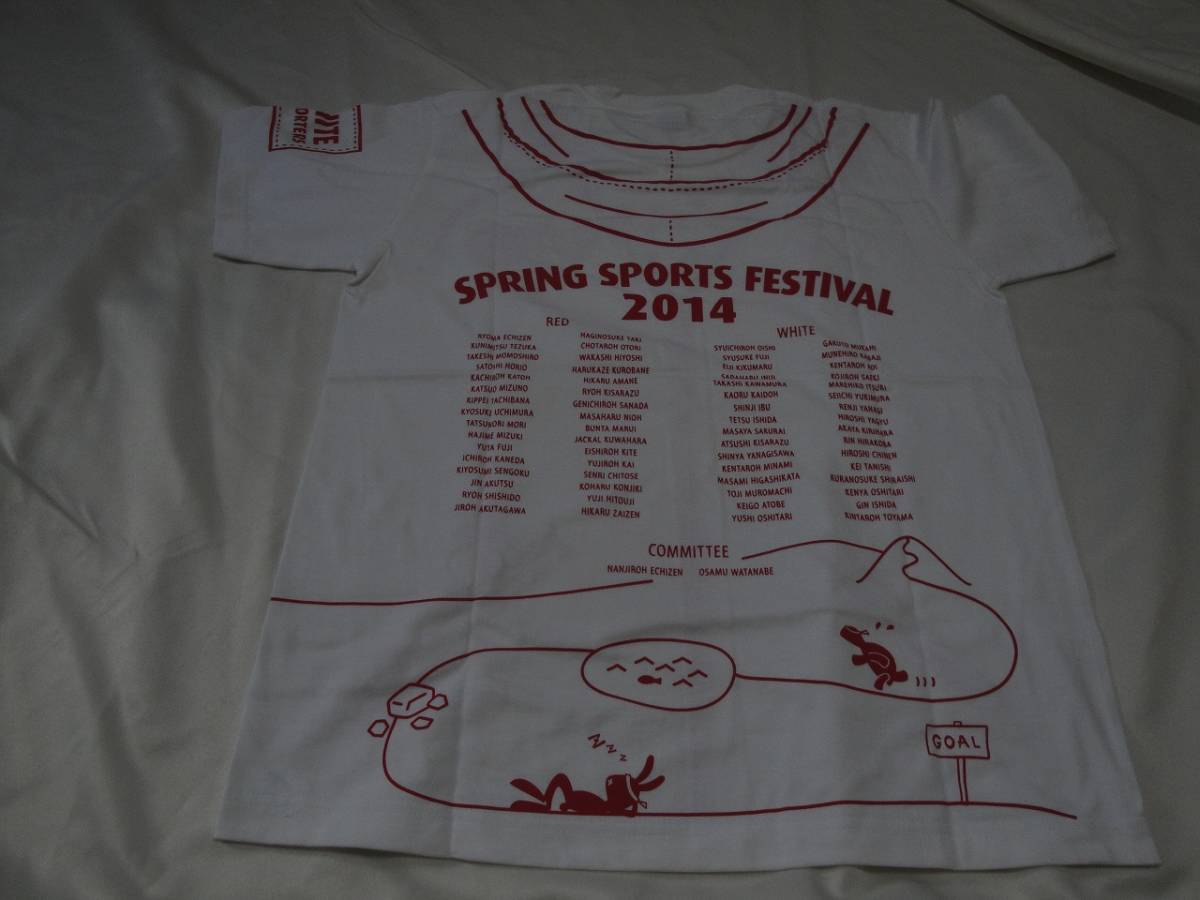 ORTERS
SPRING SPORTS FESTIVAL
2014
RED
RYOMA ECHIZEN
KUNIMITSU TEZUKA
TAKESHI MOMOSHIRO
SATOSHI HORIO
KACHIROH KATOH
KATSUO MIZUNO
KIPPEI TACHIBANA
KYOSUKE UCHIMURA
TATSUNORI MORI
HAJIME MIZUKI
YUTA FUJI
ICHIROH KANEDA
KIYOSUMI SENGOKU
JIN AKUTSU
RYOH SHISHIDO
JIROH AKUTAGAWA
HAGINOSUKE TAKI
CHOTAROH OTORI
WAKASHI HIYOSHI
HARUKAZE KUROBANE
HIKARU AMANE
RYOH KISARAZU
GENICHIROH SANADA
MASAHARU NIOH
BUNTA MARUI
JACKAL KUWAHARA
EISHIROH KITE
YUJIROH KAI
SENRI CHITOSE
KOHARU KONJIKI
YUJI HITOUJI
HIKARU ZAIZEN
WHITE
SYUICHIROH OISHI
SYUSUKE FUJI
EIJI KIKUMARU
SADAHARU INUI
TAKASHI KAWAMURA
KAORU KAIDOH
SHINJI IBU
TETSU ISHIDA
MASAYA SAKURAI
ATSUSHI KISARAZU
SHINYA YANAGISAWA
KENTAROH MINAMI
MASAMI HIGASHIKATA
TOJI MUROMACHI
KEIGO ATOBE
YUSHI OSHITARI
GAKUTO MUKAHI
MUNEHIRO KABAJI
KENTAROH AOI
KOJIROH SAEKI
MAREHIKO ITSUKI
SEIICHI YUKIMURA
RENJI YANAGI
HIROSHI YAGYU
AKAYA KIRIHARA
RIN HIRAKOBA
HIROSHI CHINEN
KEI TANISHI
KURANOSUKE SHIRAISHI
KENYA OSHITARI
GIN ISHIDA
KINTAROH TOYAMA
COMMITTEE
NANJIROH ECHIZEN OSAMU WATANABE
ZZZZ
GOAL